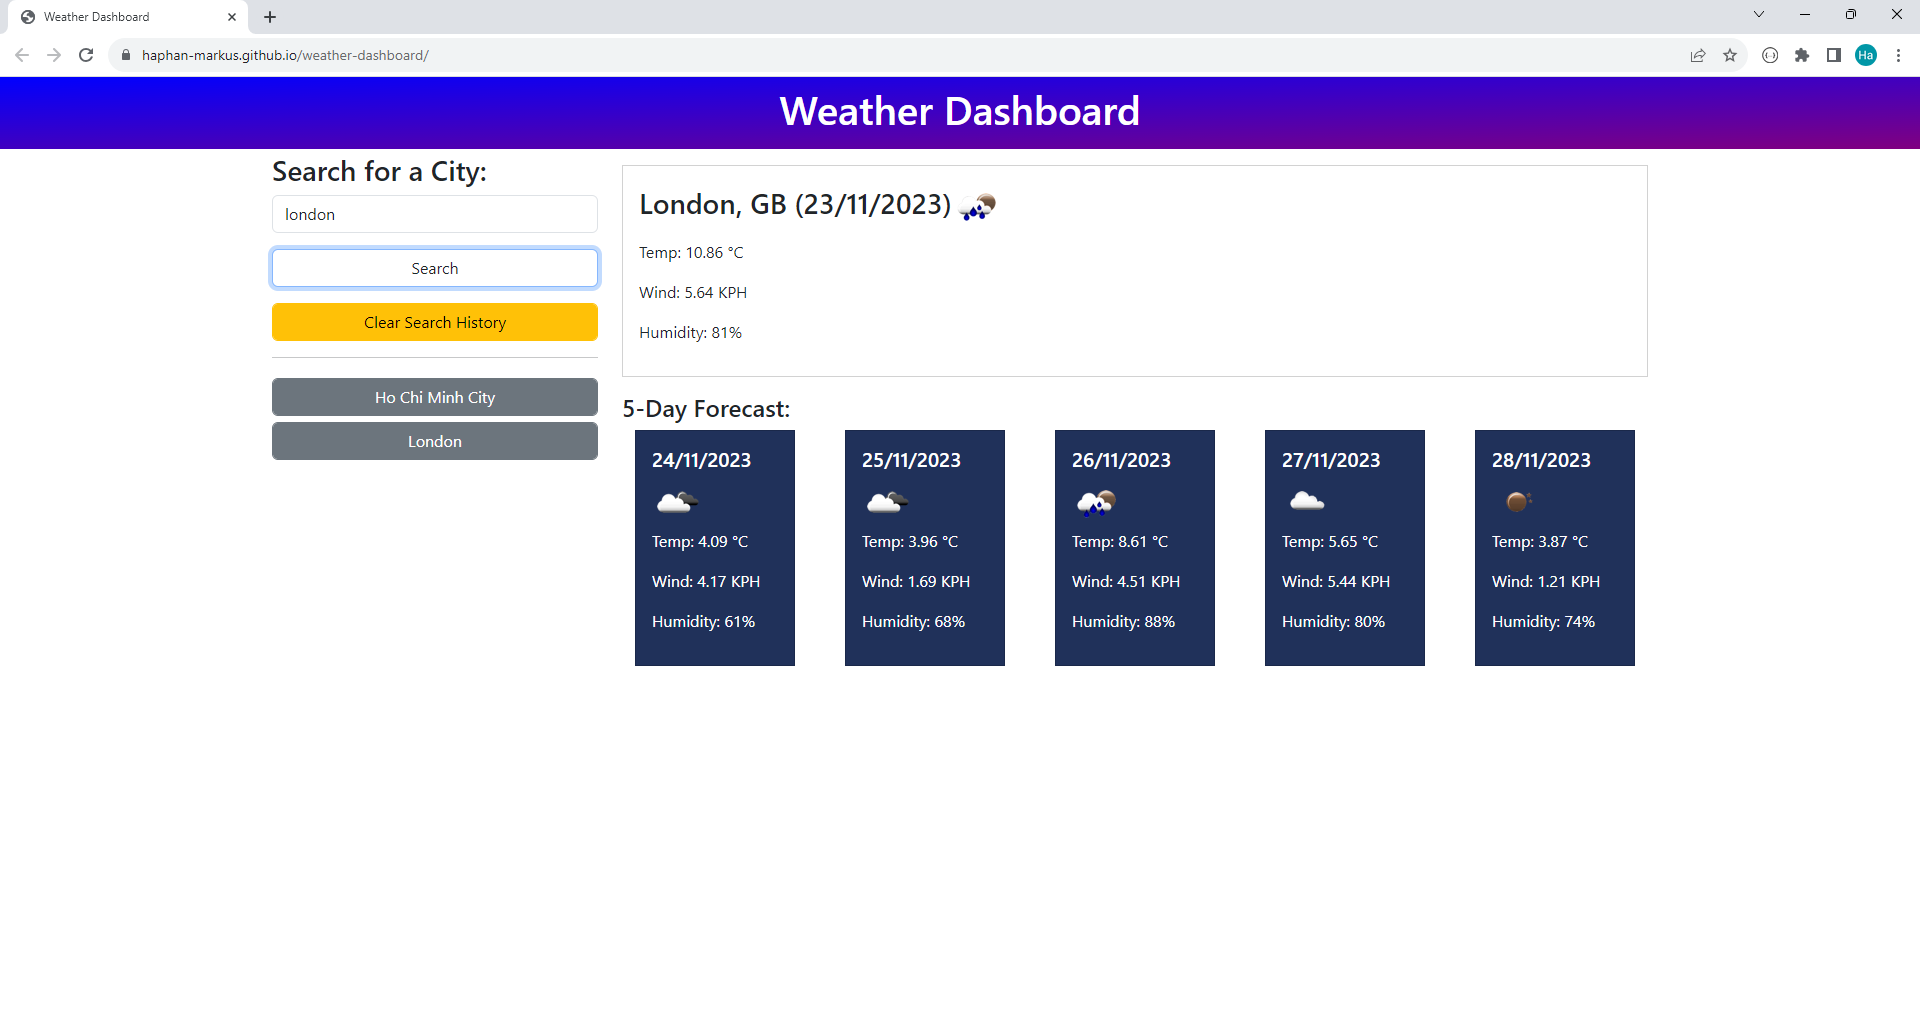 Weather Dashboard
haphan-markus.github.io/weather-dashboard/
Ha
Weather Dashboard
Search for a City:
london
Search
Clear Search History
Ho Chi Minh City
London
London, GB (23/11/2023)
Temp: 10.86 °C
Wind: 5.64 KPH
Humidity: 81%
5-Day Forecast:
24/11/2023
Temp: 4.09 °C
Wind: 4.17 KPH
Humidity: 61%
25/11/2023
Temp: 3.96 °C
Wind: 1.69 KPH
Humidity: 68%
26/11/2023
Temp: 8.61 °C
Wind: 4.51 KPH
Humidity: 88%
27/11/2023
Temp: 5.65 °C
Wind: 5.44 KPH
Humidity: 80%
28/11/2023
Temp: 3.87 °C
Wind: 1.21 KPH
Humidity: 74%